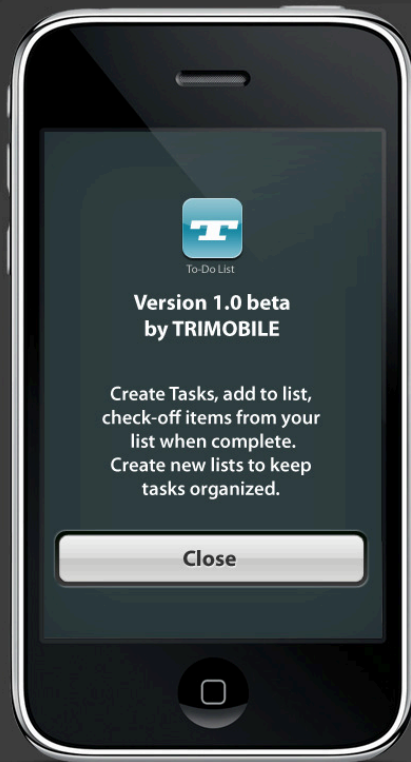 T
To-Do List
Version 1.0 beta
by TRIMOBILE
Create Tasks, add to list,
check-off items from your
list when complete.
Create new lists to keep
tasks organized.
Close